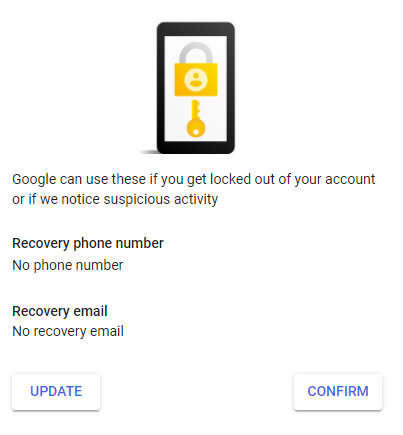 Google can use these if you get locked out of your account
or if we notice suspicious activity
Recovery phone number
No phone number
Recovery email
No recovery email
UPDATE
CONFIRM